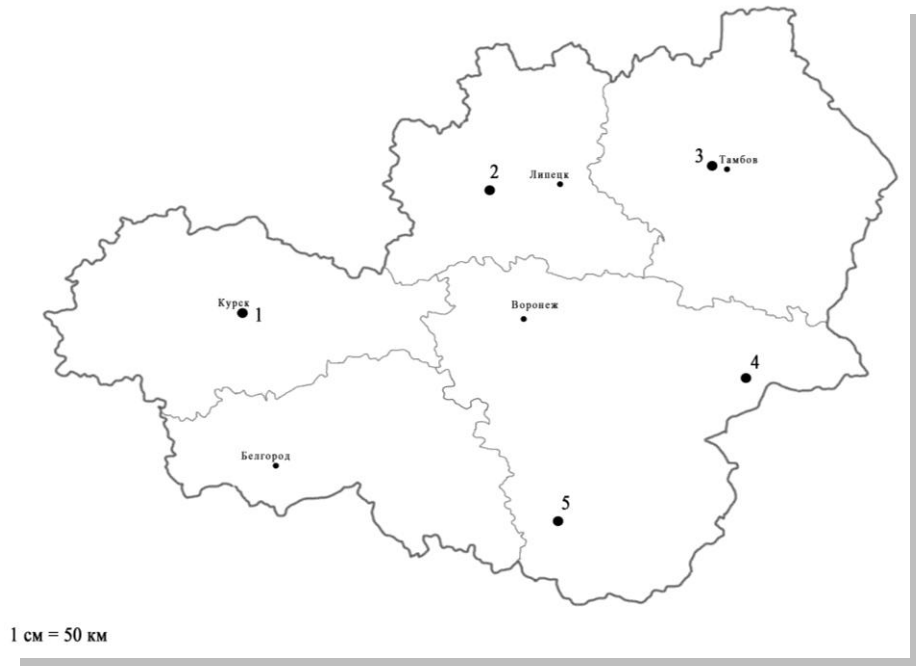 3
Тамбов
2
Липецк
Курск
1
Воронеж
4
Белгород
5
1 см = 50 км